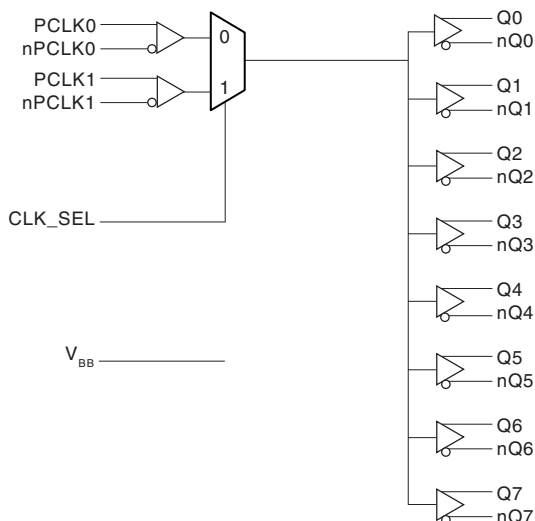 PCLK0
nPCLK0
PCLK1
nPCLK1
0
1
CLK_SEL
VBB
Q0
nQ0
Q1
nQ1
Q2
nQ2
Q3
nQ3
Q4
nQ4
Q5
nQ5
Q6
nQ6
Q7
nQ7